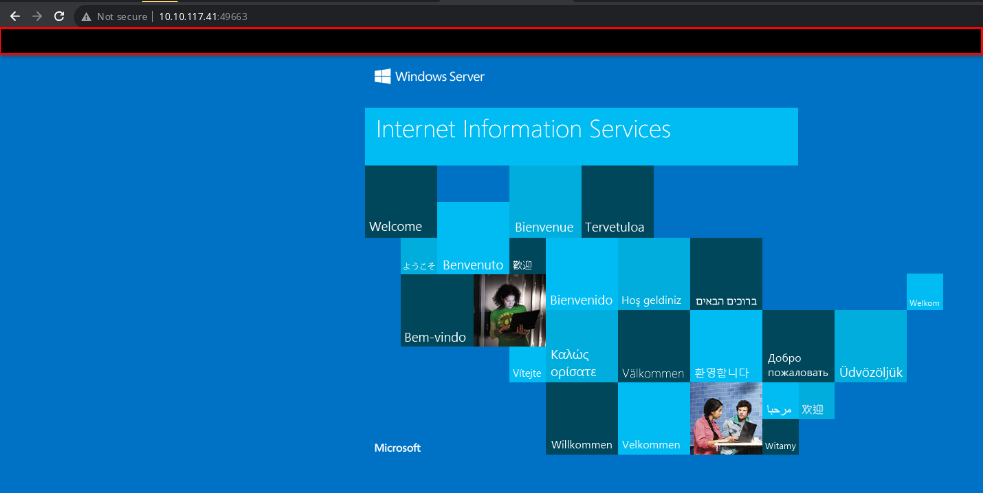 Not secure | 10.10.117.41:49663
Windows Server
Internet Information Services
Welcome
Bienvenue
Tervetuloa
ようこそ
Benvenuto
歡迎
Bienvenido
Hoş geldiniz
ברוכים הבאים
Welkom
Bem-vindo
Vítejte
Καλώς
ορίσατε
Välkommen
환영합니다
Добро
пожаловать
Üdvözöljük
مرحبا
欢迎
Willkommen
Velkommen
Witamy
Microsoft